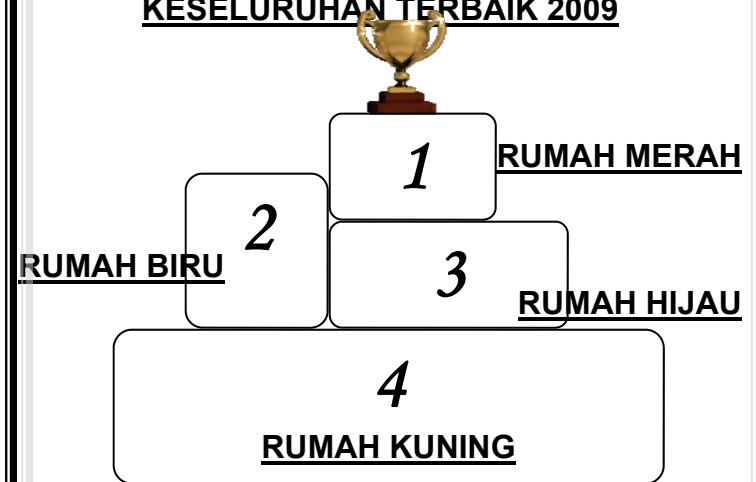 KESELURUHAN TERBAIK 2009
1
RUMAH MERAH
2
RUMAH BIRU
3
RUMAH HIJAU
4
RUMAH KUNING